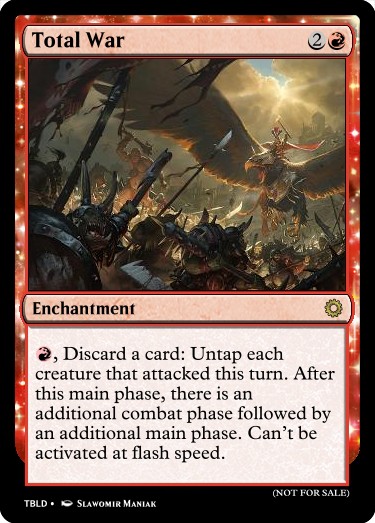 Total War 2
Enchantment
, Discard a card: Untap each
creature that attacked this turn. After
this main phase, there is an
additional combat phase followed by
an additional main phase. Can't be
activated at flash speed.
(NOT FOR SALE)
TBLD • Slawomir Maniak